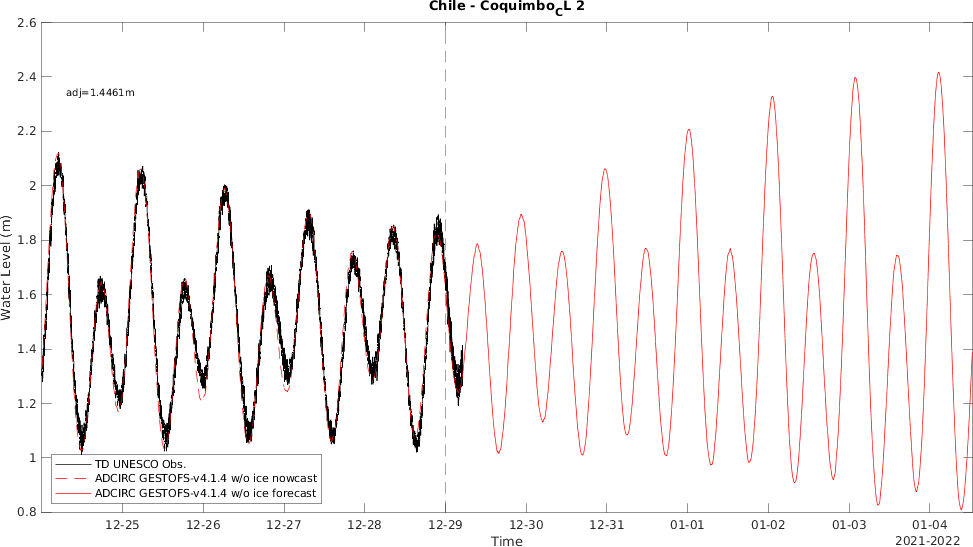 Chile - Coquimbo_CL 2
2.6
2.4
adj=1.4461m
2.2
2
1.8
1.6
1.4
1.2
1
0.8
Water Level (m)
TD UNESCO Obs.
ADCIRC GESTOFS-v4.1.4 w/o ice nowcast
ADCIRC GESTOFS-v4.1.4 w/o ice forecast
12-25 12-26 12-27 12-28 12-29 12-30 12-31 01-01 01-02 01-03 01-04
Time
2021-2022